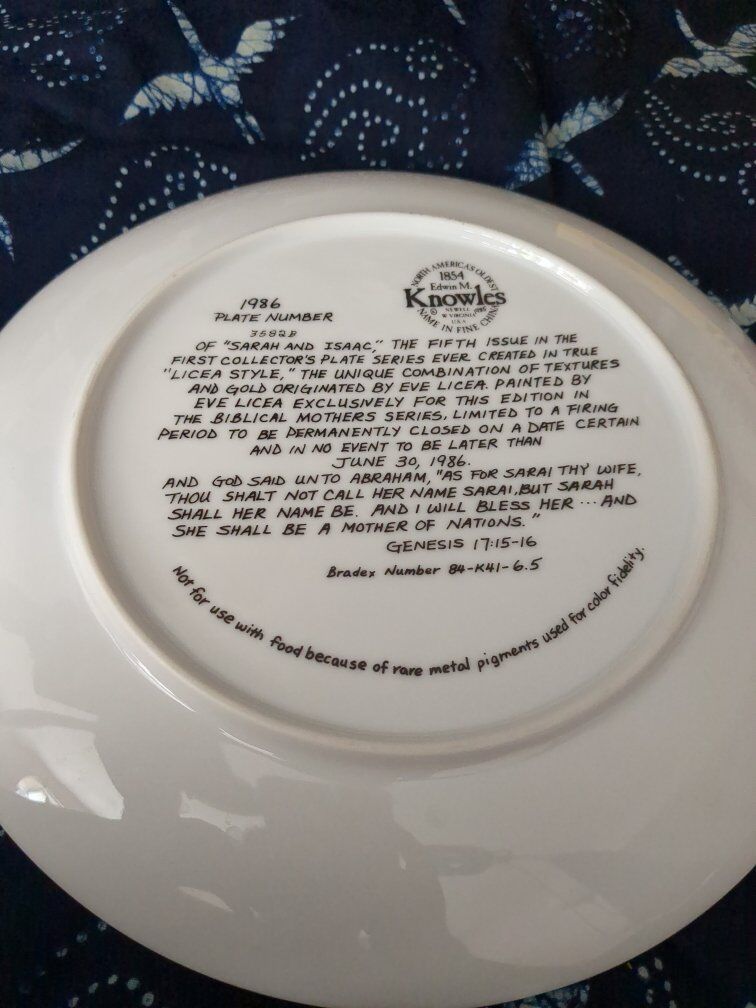 NORTH AMERICA'S OLDEST
1854
Edwin M.
Knowles
©
NEWELL 1986
W VIRGINIA
U.S.A.
NAME IN FINE CHINA
1986
PLATE NUMBER
3582B
OF "SARAH AND ISAAC," THE FIFTH ISSUE IN THE
FIRST COLLECTOR'S PLATE SERIES EVER CREATED IN TRUE
"LICEA STYLE," THE UNIQUE COMBINATION OF TEXTURES
AND GOLD ORIGINATED BY EVE LICEA. PAINTED BY
EVE LICEA EXCLUSIVELY FOR THIS EDITION IN
THE BIBLICAL MOTHERS SERIES, LIMITED TO A FIRING
PERIOD TO BE PERMANENTLY CLOSED ON A DATE CERTAIN
AND IN NO EVENT TO BE LATER THAN
JUNE 30, 1986.
AND GOD SAID UNTO ABRAHAM, "AS FOR SARAI THY WIFE,
THOU SHALT NOT CALL HER NAME SARAI, BUT SARAH
SHALL HER NAME BE. AND I WILL BLESS HER ... AND
SHE SHALL BE A MOTHER OF NATIONS."
GENESIS 17:15-16
Bradex Number 84-K41-6.5
Not for use with food because of rare metal pigments used for color fidelity.